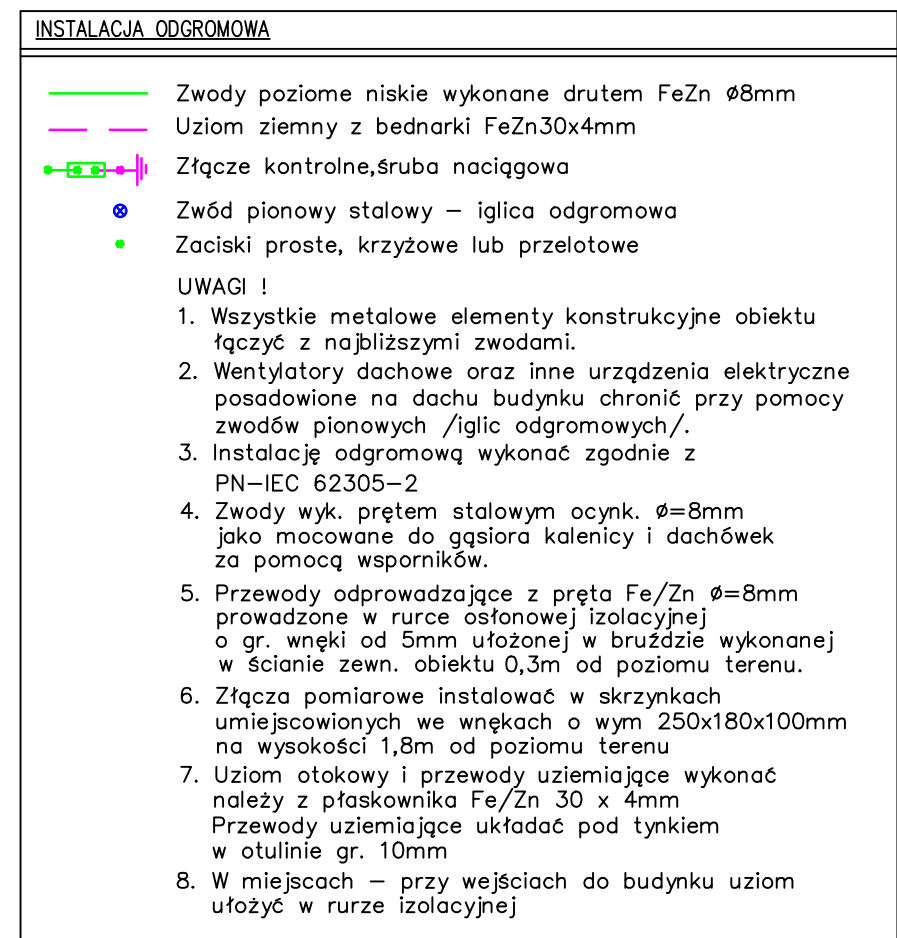 INSTALACJA ODGROMOWA
Zwody poziome niskie wykonane drutem FeZn Ø8mm
Uziom ziemny z bednarki FeZn30x4mm
Złącze kontrolne,śruba naciągowa
Zwód pionowy stalowy – iglica odgromowa
Zaciski proste, krzyżowe lub przelotowe
UWAGI !
1. Wszystkie metalowe elementy konstrukcyjne obiektu
łączyć z najbliższymi zwodami.
2. Wentylatory dachowe oraz inne urządzenia elektryczne
posadowione na dachu budynku chronić przy pomocy
zwodów pionowych /iglic odgromowych/.
3. Instalację odgromową wykonać zgodnie z
PN–IEC 62305–2
4. Zwody wyk. prętem stalowym ocynk. Ø=8mm
jako mocowane do gąsiora kalenicy i dachówek
za pomocą wsporników.
5. Przewody odprowadzające z pręta Fe/Zn Ø=8mm
prowadzone w rurce osłonowej izolacyjnej
o gr. wnęki od 5mm ułożonej w bruździe wykonanej
w ścianie zewn. obiektu 0,3m od poziomu terenu.
6. Złącza pomiarowe instalować w skrzynkach
umiejscowionych we wnękach o wym 250x180x100mm
na wysokości 1,8m od poziomu terenu
7. Uziom otokowy i przewody uziemiające wykonać
należy z płaskownika Fe/Zn 30 x 4mm
Przewody uziemiające układać pod tynkiem
w otulinie gr. 10mm
8. W miejscach – przy wejściach do budynku uziom
ułożyć w rurze izolacyjnej